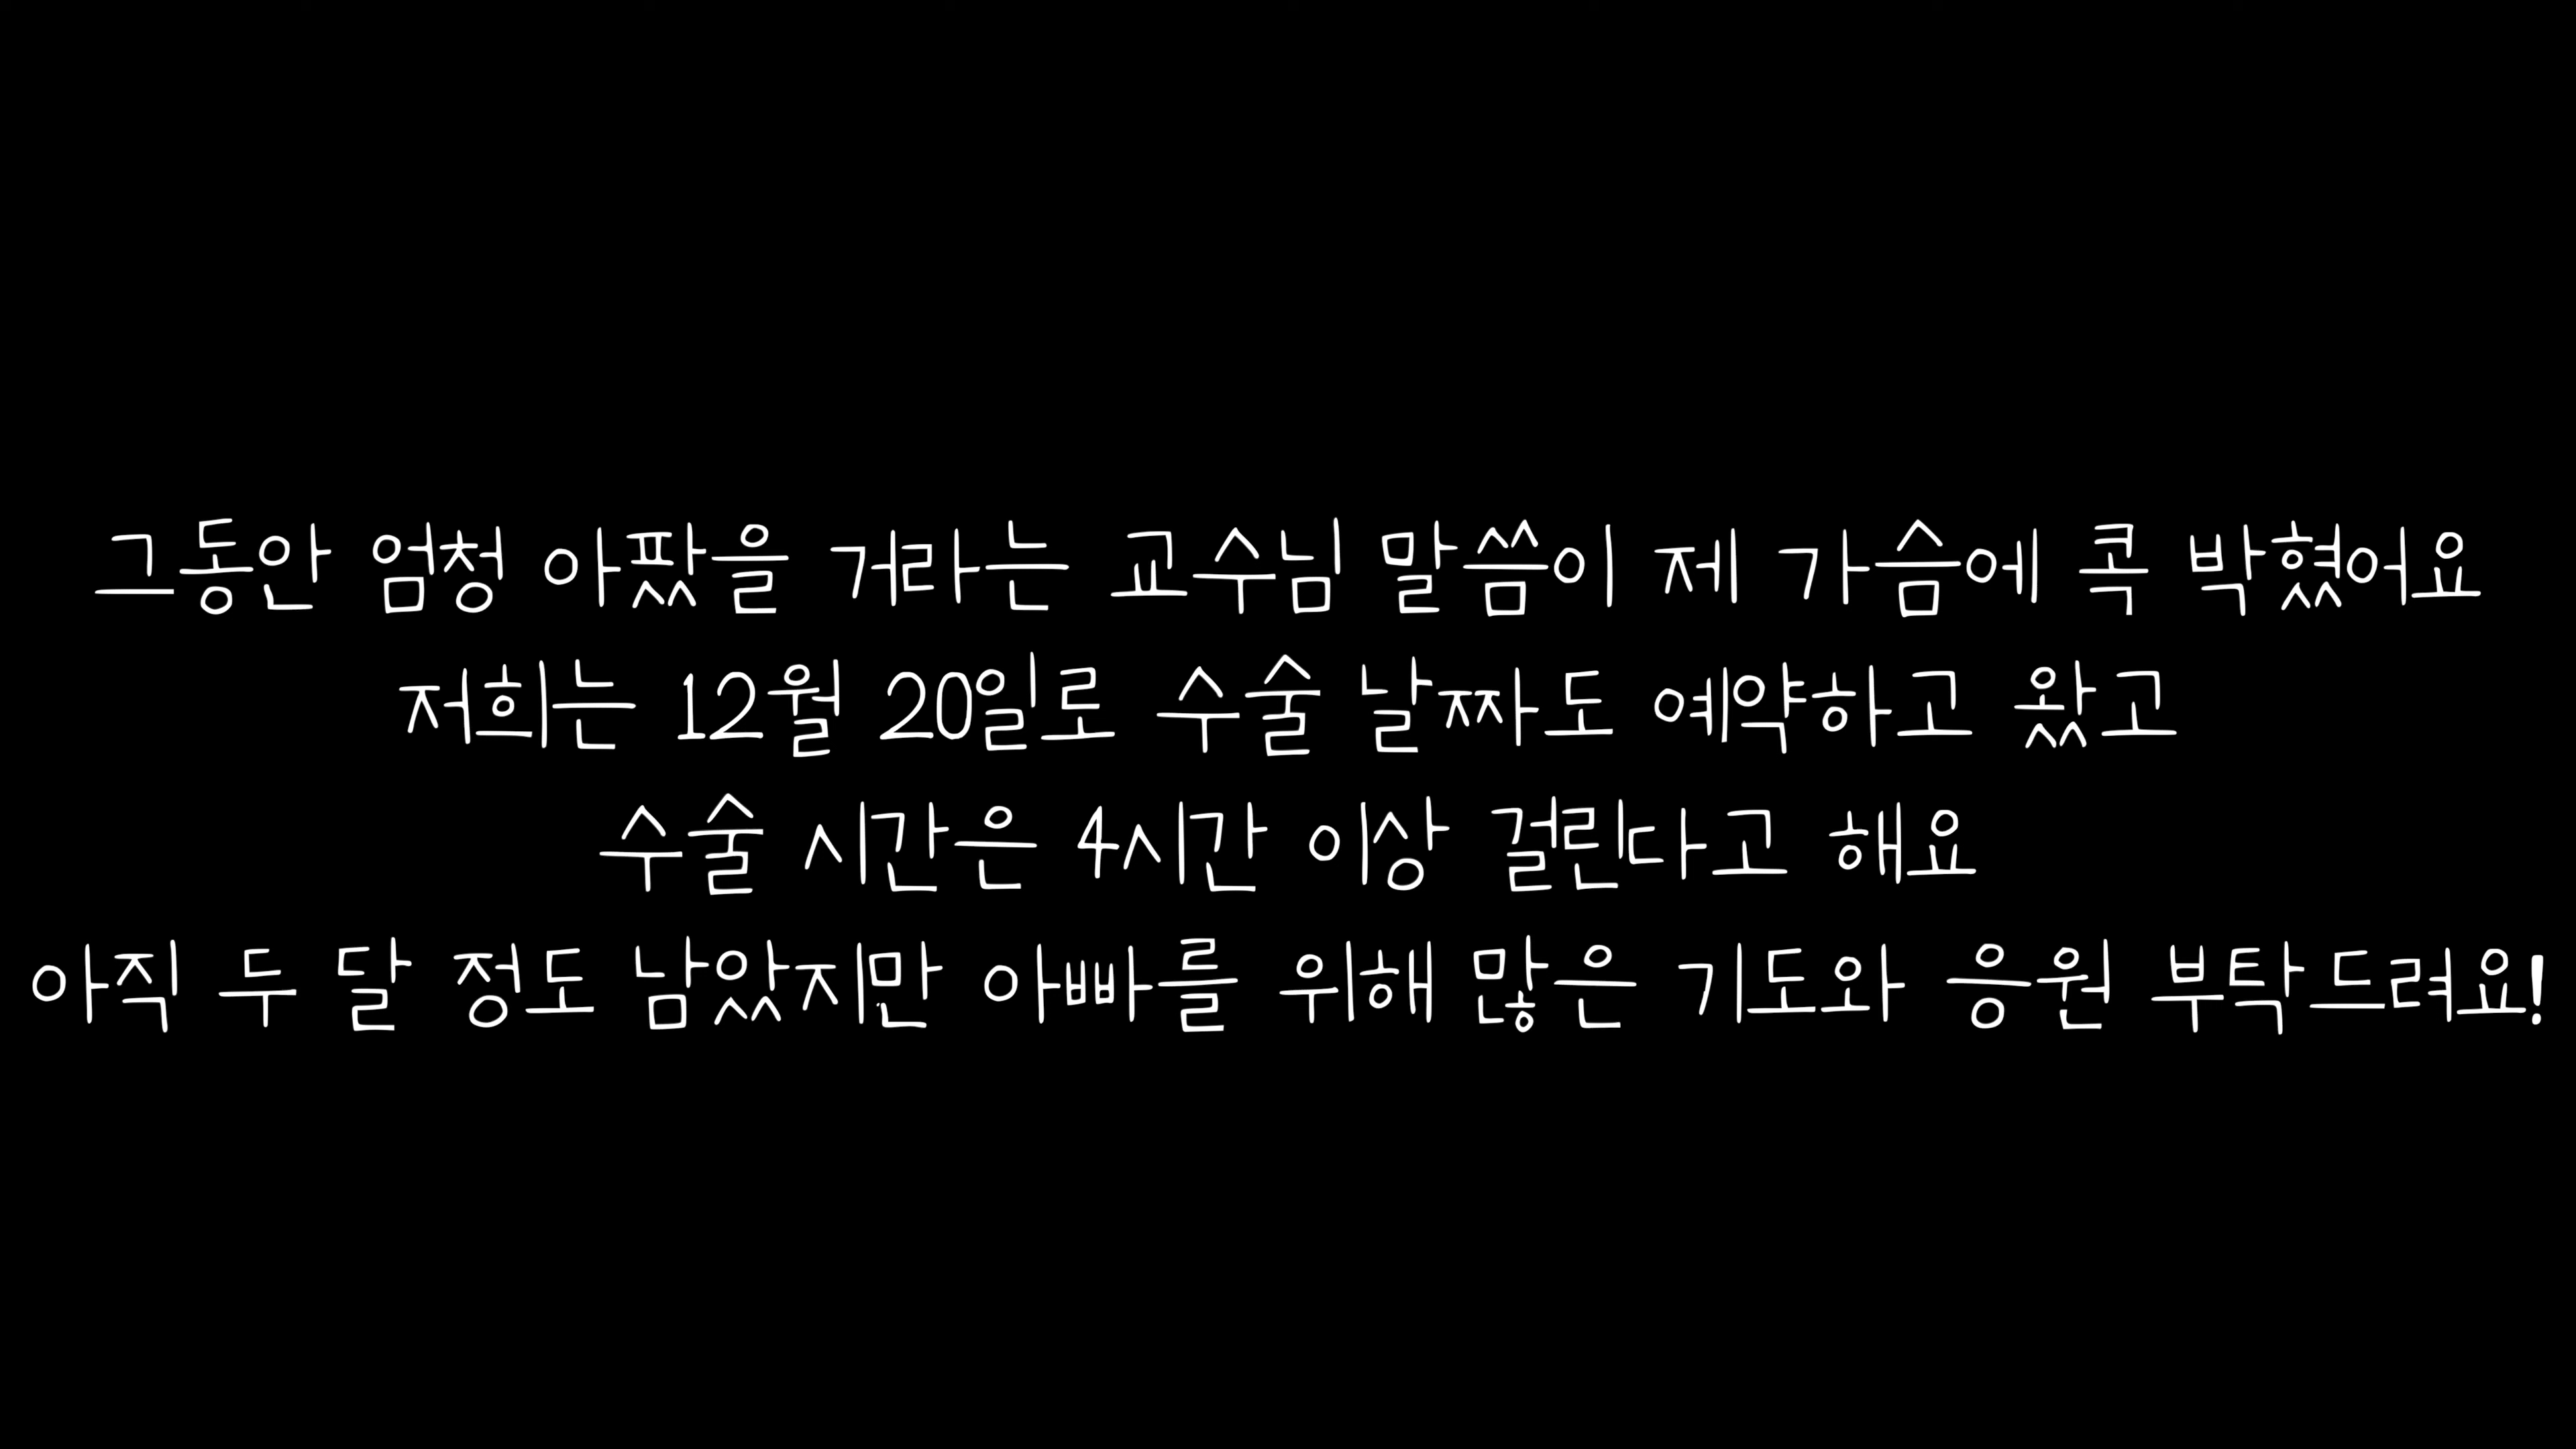 그동안 엄청 아팠을 거라는 교수님 말씀이 제 가슴에 콕 박혔어요
저희는 12월 20일로 수술 날짜도 예약하고 왔고
수술 시간은 4시간 이상 걸린다고 해요
아직 두 달 정도 남았지만 아빠를 위해 많은 기도와 응원 부탁드려요!